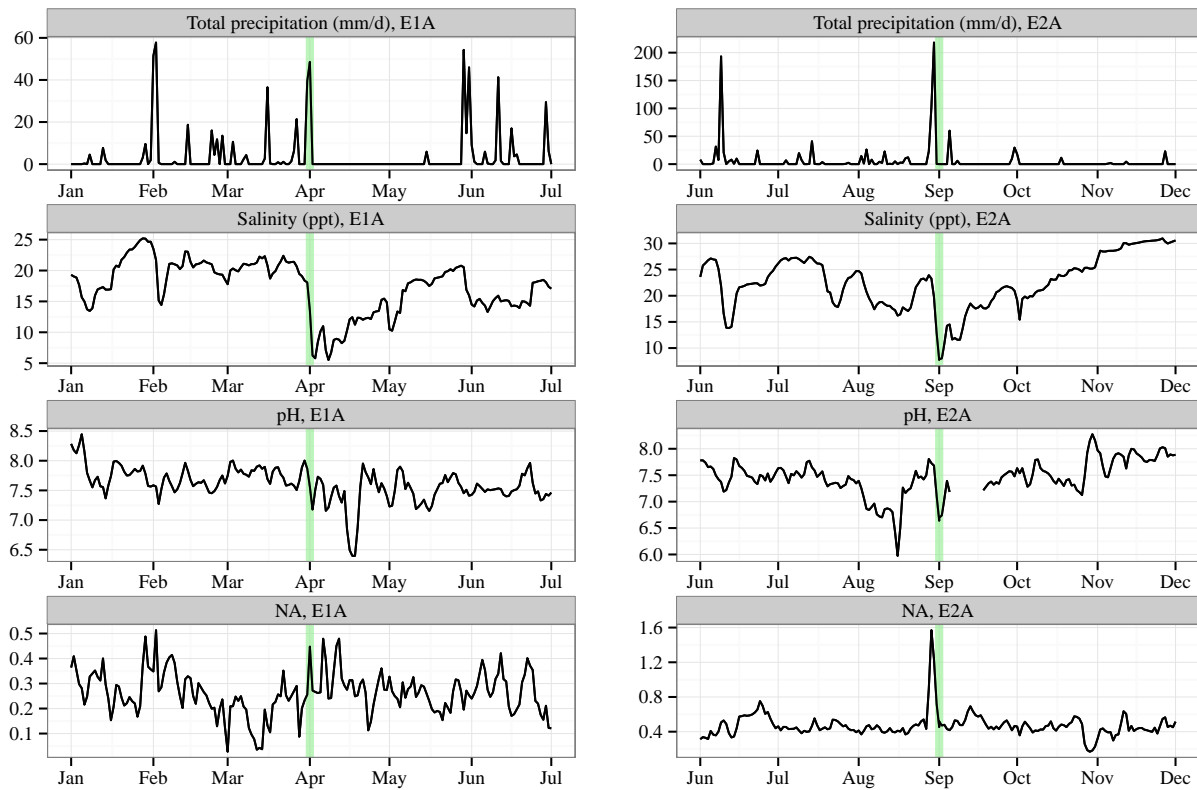 Total precipitation (mm/d), E1A
60
40
20
0
Jan Feb Mar Apr May Jun Jul
Salinity (ppt), E1A
25
20
15
10
5
Jan Feb Mar Apr May Jun Jul
pH, E1A
8.5
8.0
7.5
7.0
6.5
Jan Feb Mar Apr May Jun Jul
NA, E1A
0.5
0.4
0.3
0.2
0.1
Jan Feb Mar Apr May Jun Jul
Total precipitation (mm/d), E2A
200
150
100
50
0
Jun Jul Aug Sep Oct Nov Dec
Salinity (ppt), E2A
30
25
20
15
10
Jun Jul Aug Sep Oct Nov Dec
pH, E2A
8.0
7.5
7.0
6.5
6.0
Jun Jul Aug Sep Oct Nov Dec
NA, E2A
1.6
1.2
0.8
0.4
Jun Jul Aug Sep Oct Nov Dec